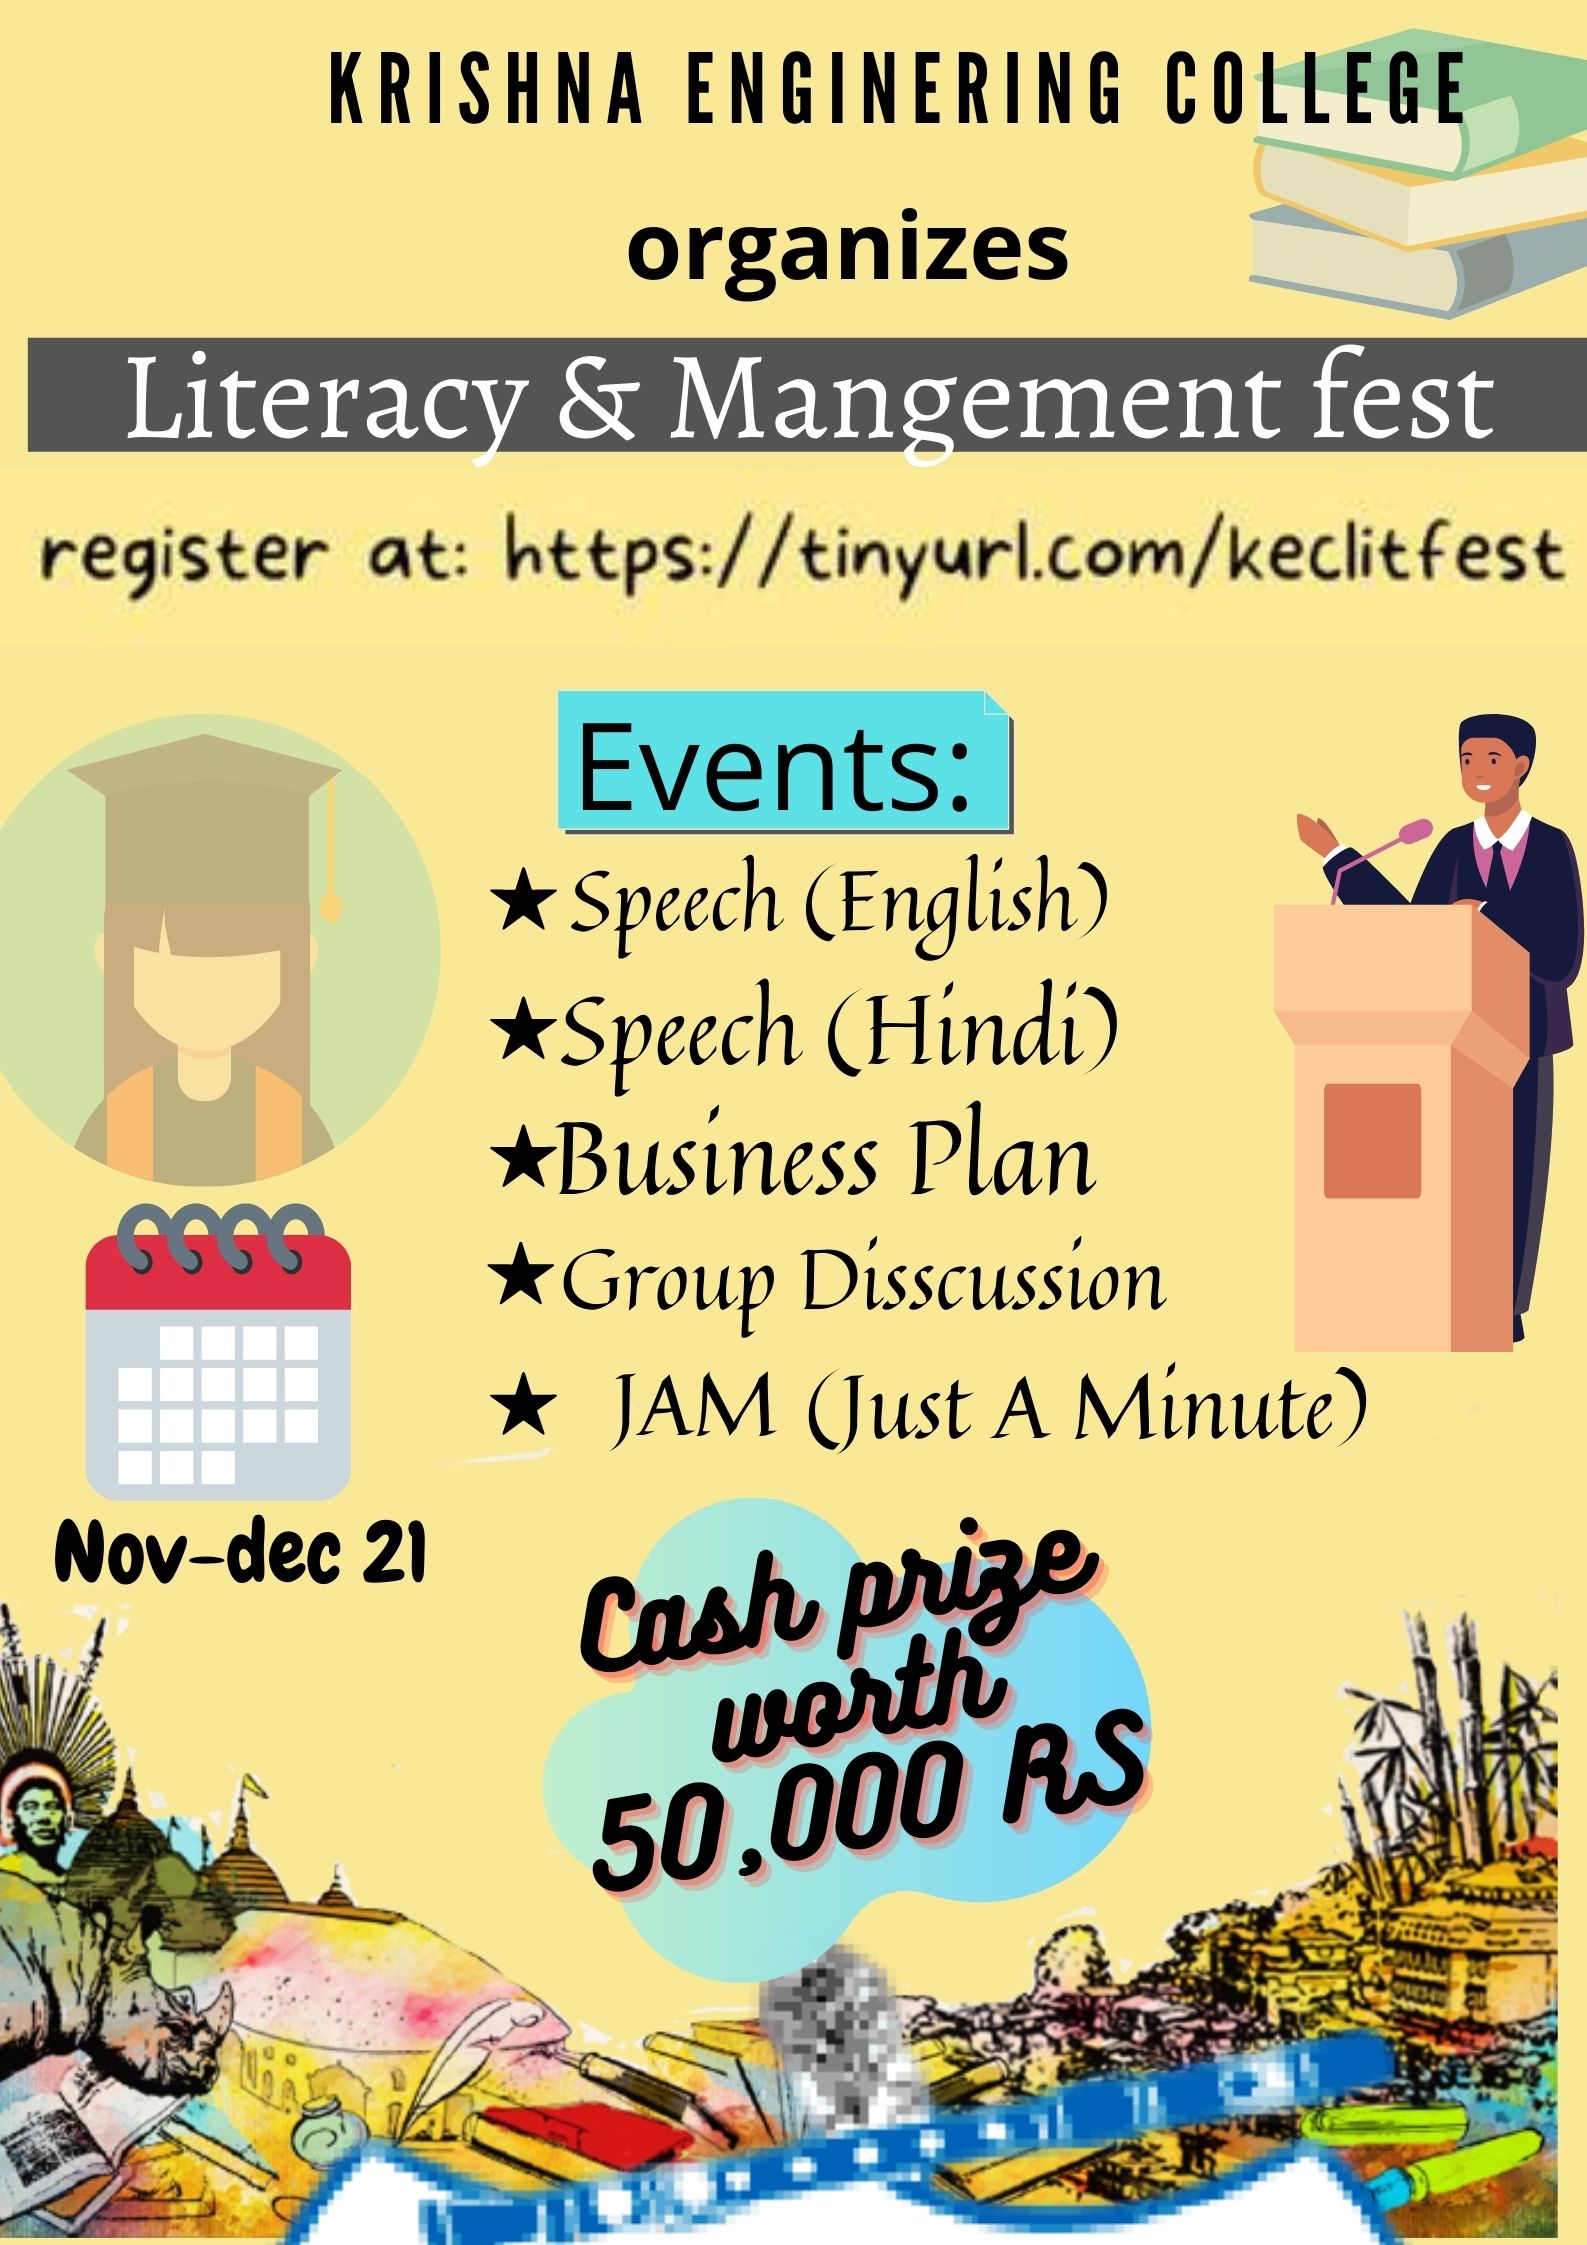 KRISHNA ENGINERING COLLEGE
organizes
Literacy & Mangement fest
register at: https://tinyurl.com/keclitfest
Events:
★ Speech (English)
★ Speech (Hindi)
★ Business Plan
★ Group Disscussion
★ JAM (Just A Minute)
Nov-dec 21
Cash prize
worth
50,000 RS